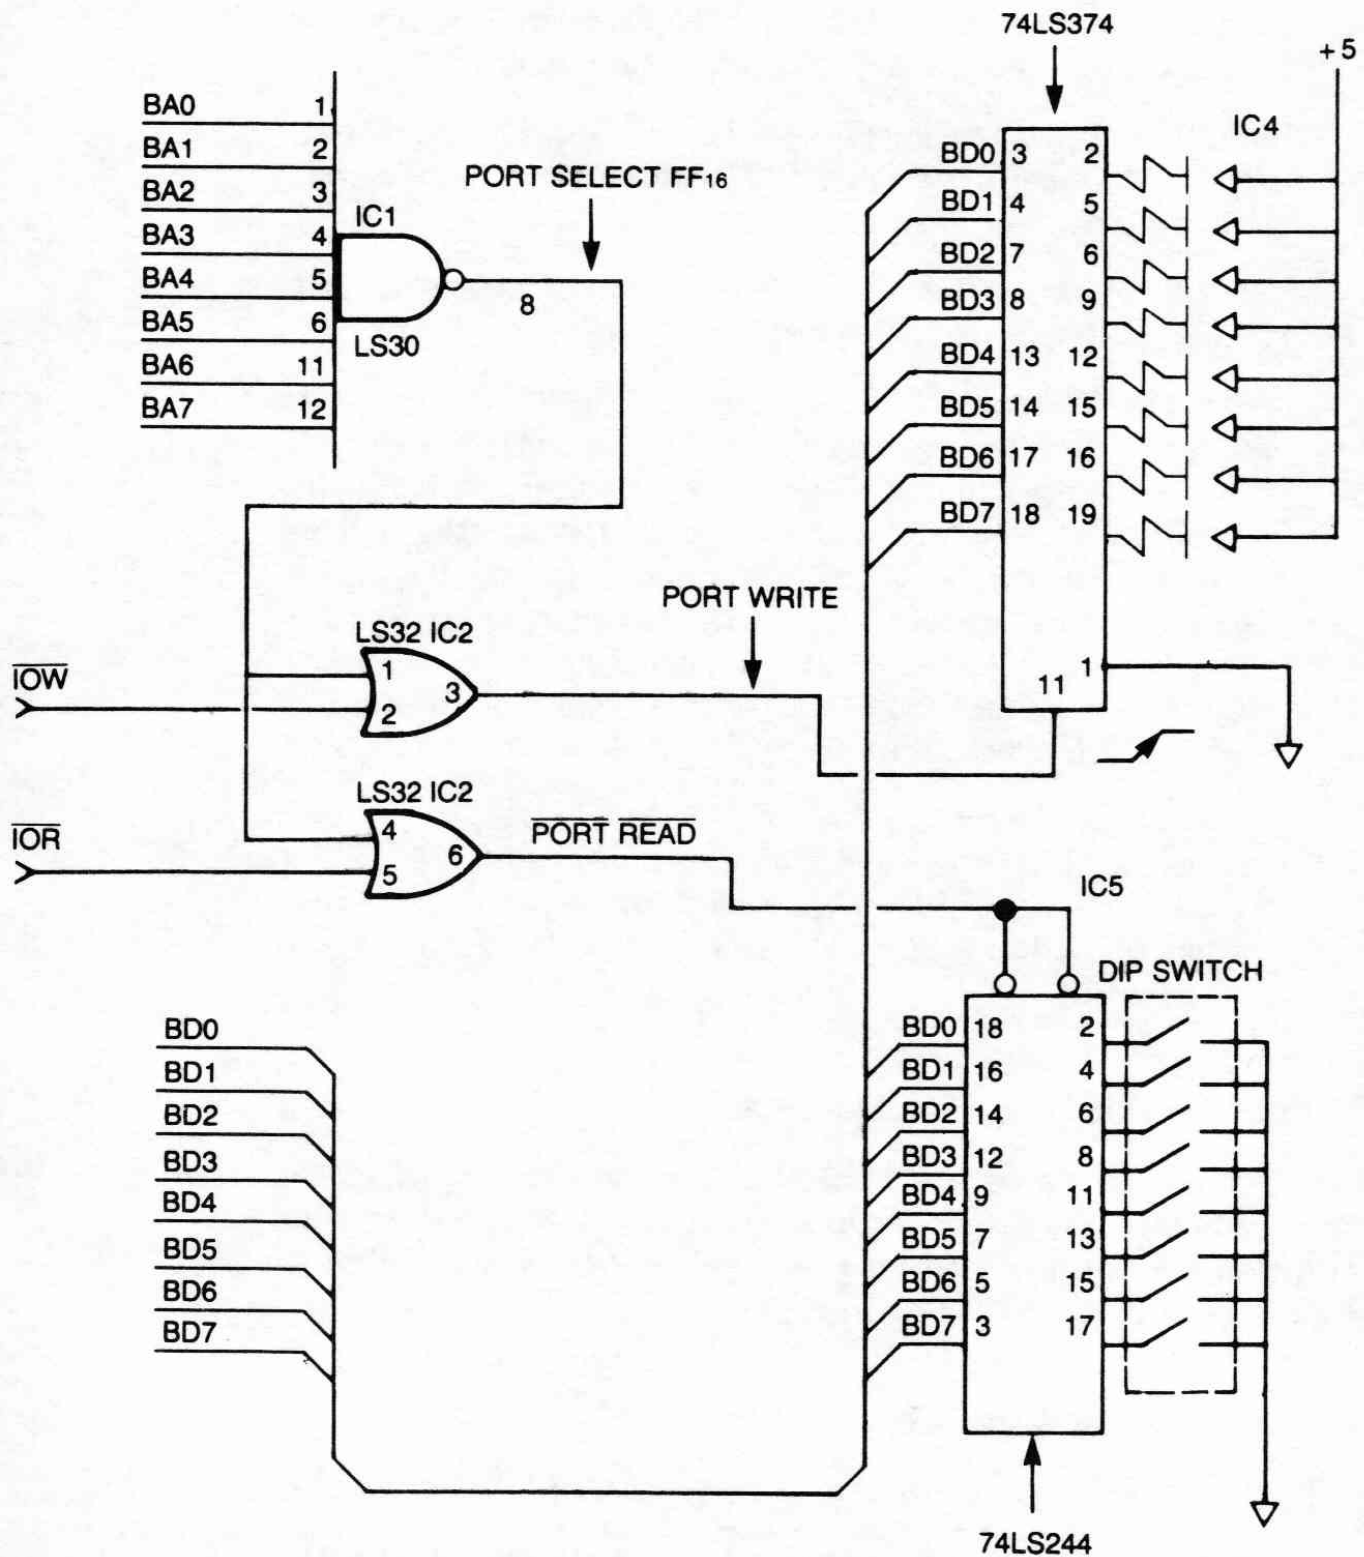 74LS374
+5
IC4
BA0 1
BA1 2
BA2 3
BA3 4
BA4 5
BA5 6
BA6 11
BA7 12
IC1
LS30
8
PORT SELECT FF16
BD0 3 2
BD1 4 5
BD2 7 6
BD3 8 9
BD4 13 12
BD5 14 15
BD6 17 16
BD7 18 19
1
11
PORT WRITE
LS32 IC2
IOW
1
2
3
LS32 IC2
IOR
4
5
6
PORT READ
IC5
DIP SWITCH
BD0
BD1
BD2
BD3
BD4
BD5
BD6
BD7
BD0 18 2
BD1 16 4
BD2 14 6
BD3 12 8
BD4 9 11
BD5 7 13
BD6 5 15
BD7 3 17
74LS244